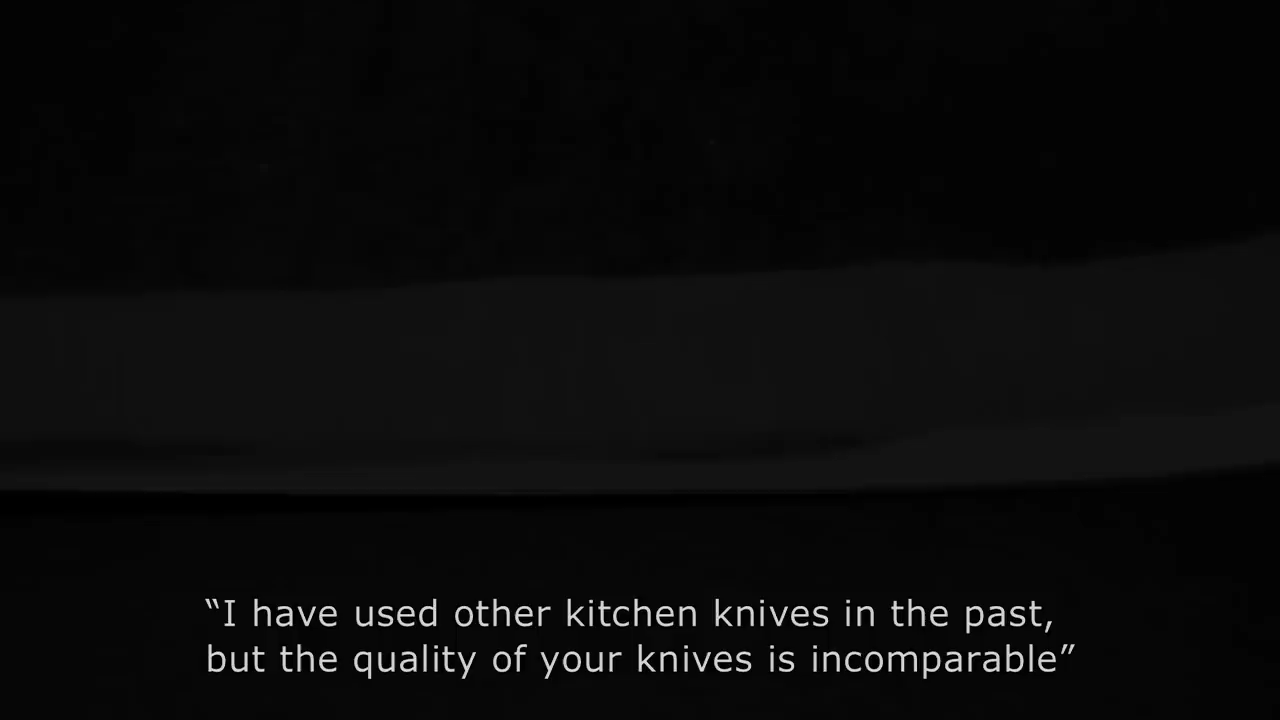 “I have used other kitchen knives in the past,
but the quality of your knives is incomparable”